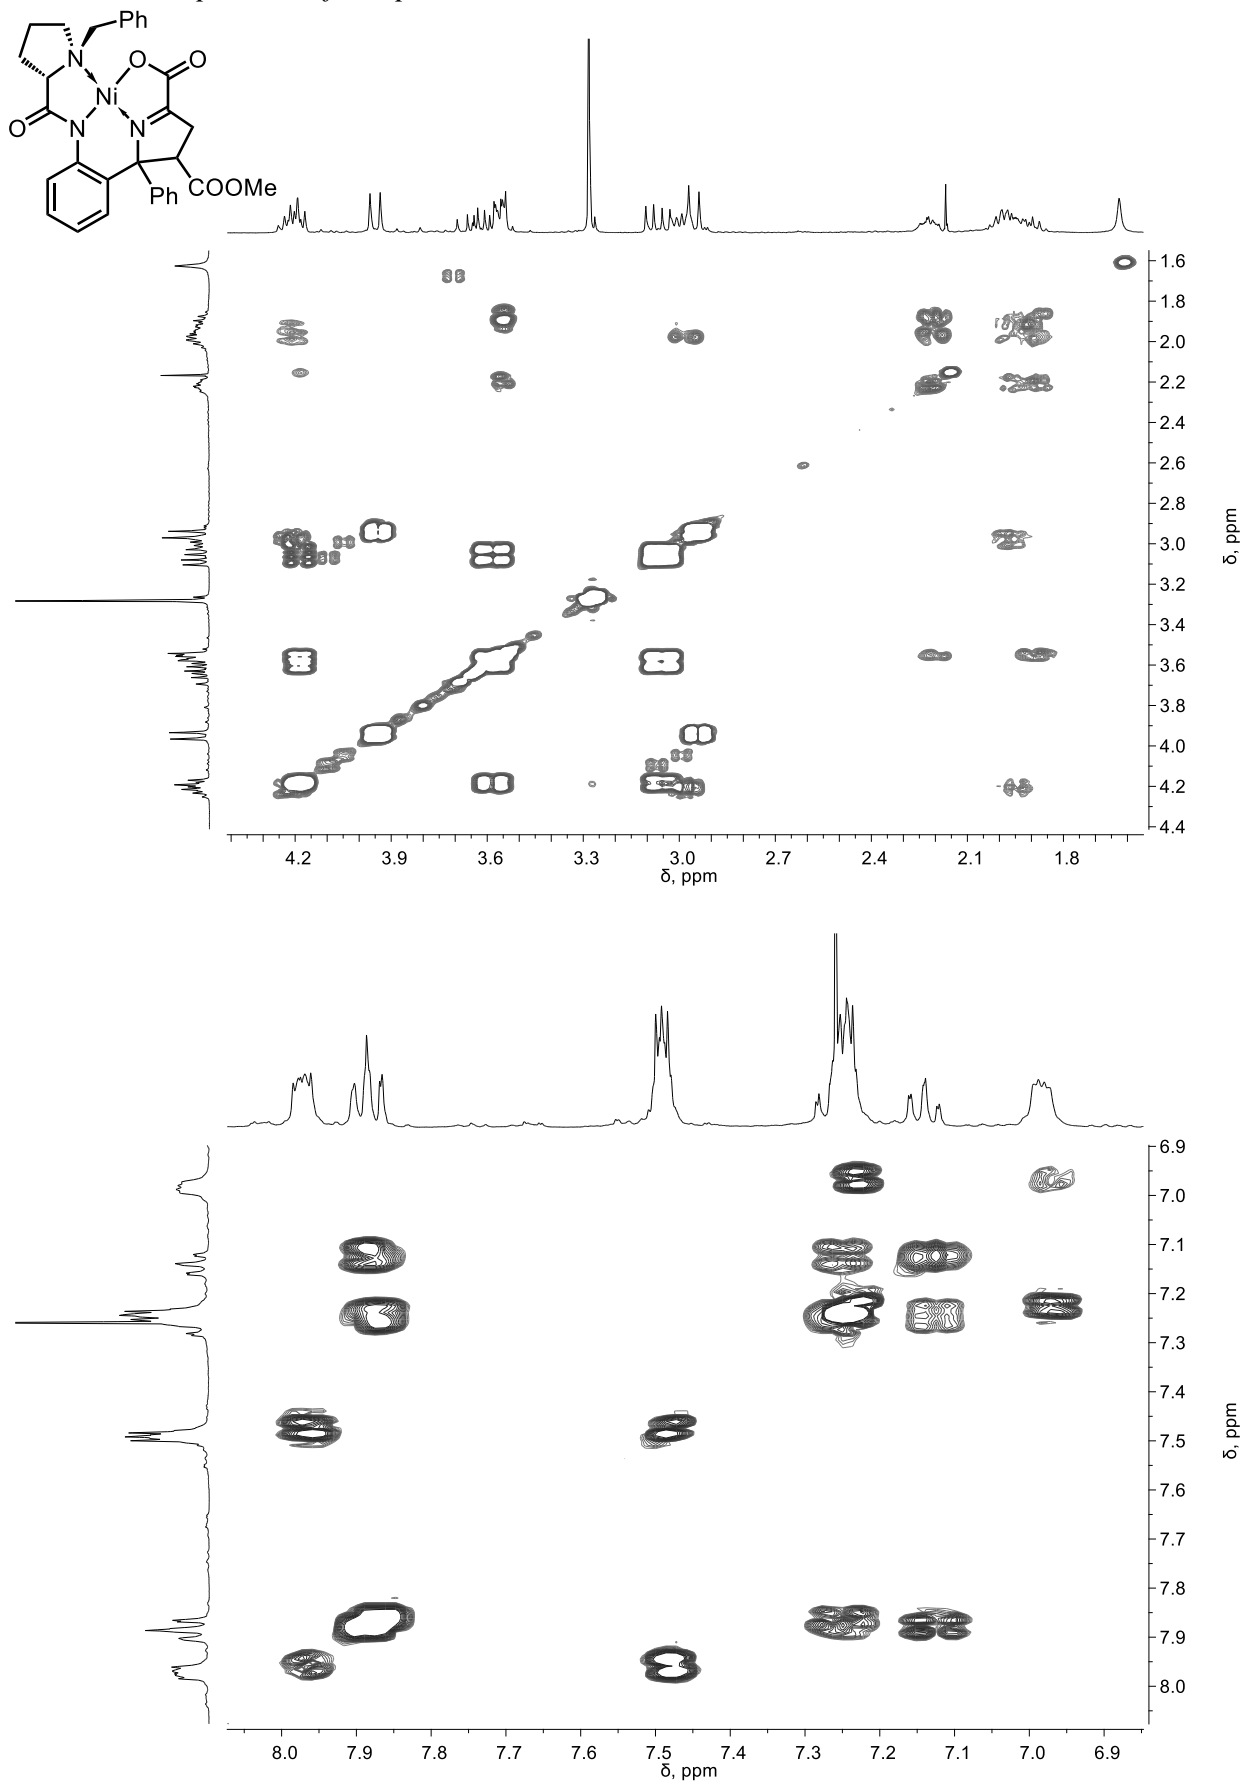 Ph
N
O
O
Ni
O
N
N
Ph
COOMe
1.6
1.8
2.0
2.2
2.4
2.6
2.8
3.0
3.2
3.4
3.6
3.8
4.0
4.2
4.4
δ, ppm
4.2 3.9 3.6 3.3 3.0 2.7 2.4 2.1 1.8
δ, ppm
6.9
7.0
7.1
7.2
7.3
7.4
7.5
7.6
7.7
7.8
7.9
8.0
δ, ppm
8.0 7.9 7.8 7.7 7.6 7.5 7.4 7.3 7.2 7.1 7.0 6.9
δ, ppm